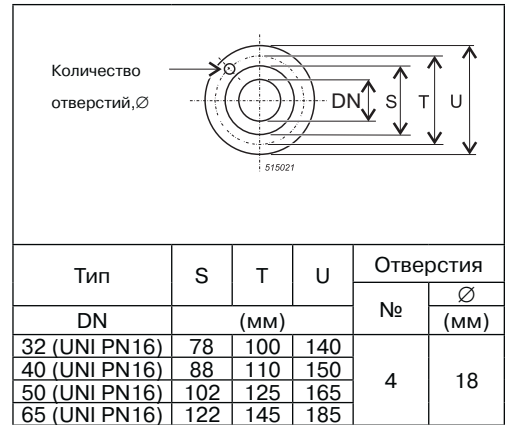 Количество
отверстий,∅
DN S T U
515021
Тип S T U Отверстия
№ ∅
DN (мм) (мм)
32 (UNI PN16) 78 100 140 4 18
40 (UNI PN16) 88 110 150
50 (UNI PN16) 102 125 165
65 (UNI PN16) 122 145 185